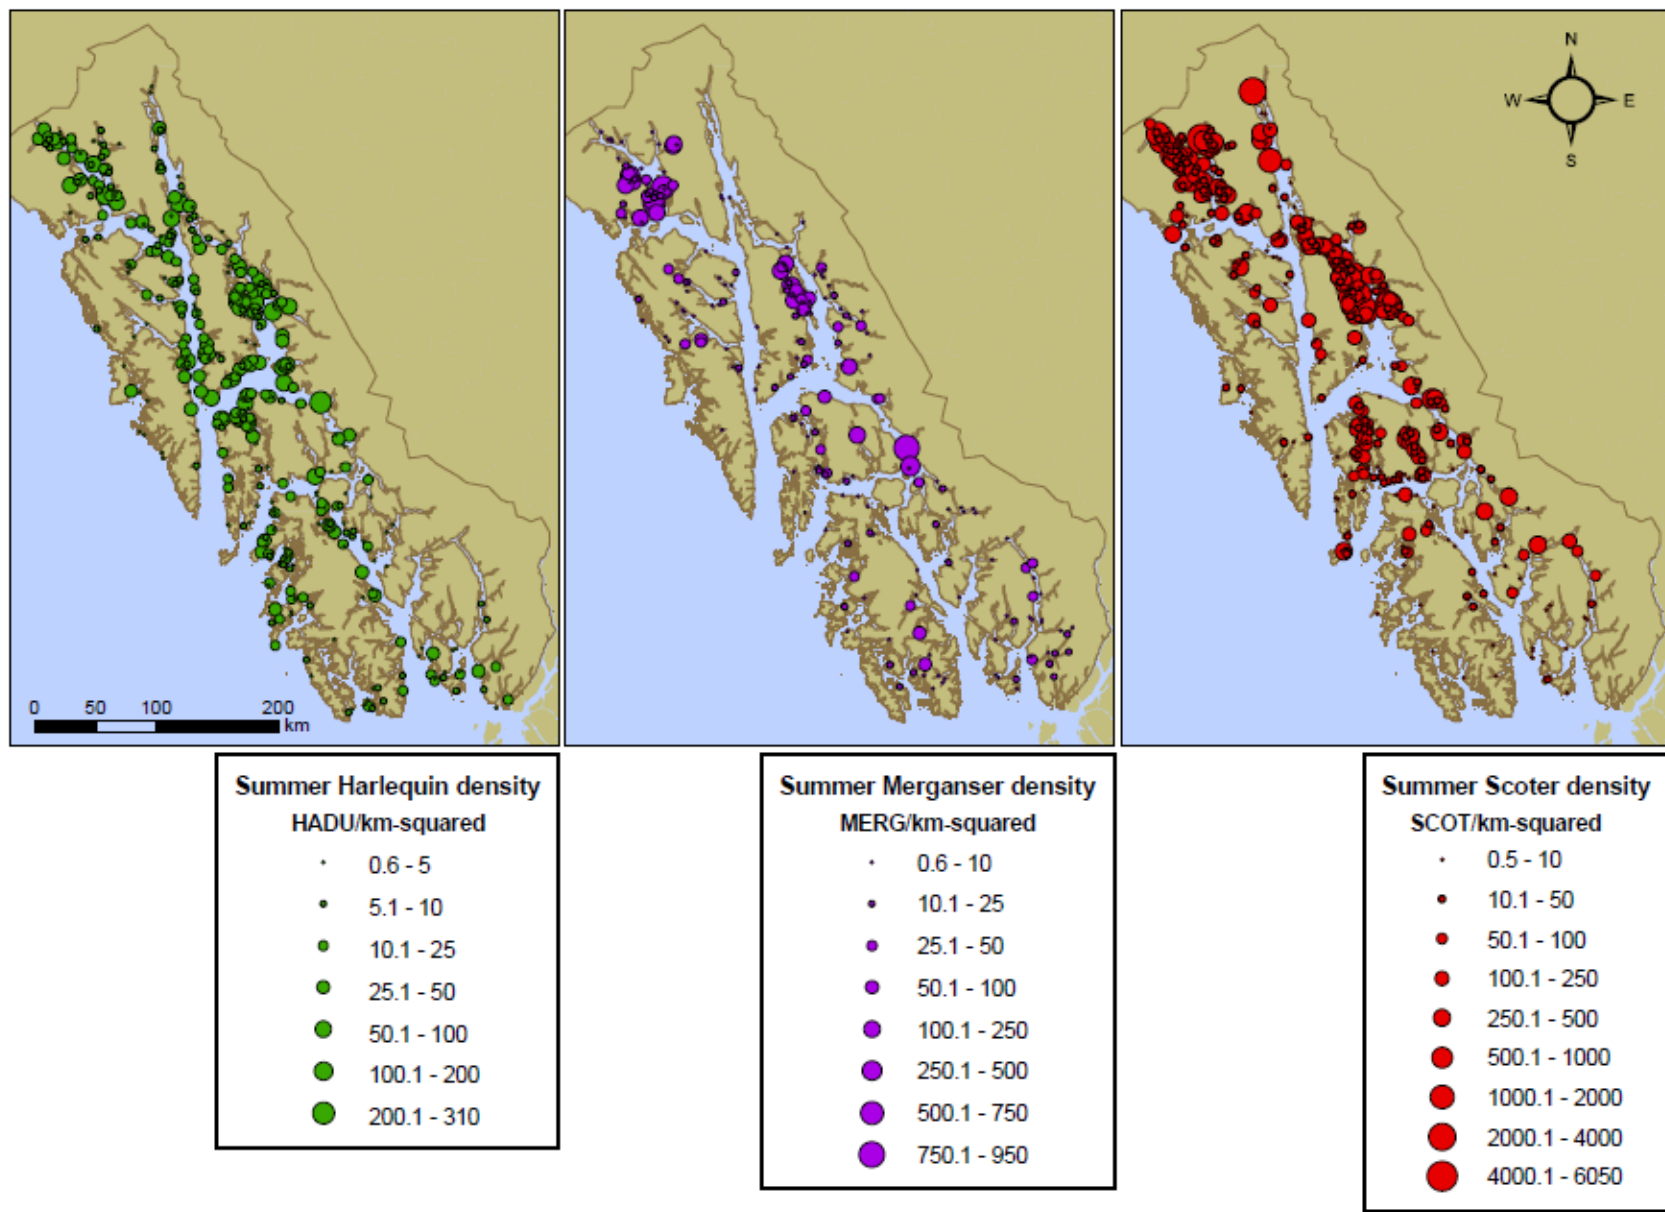 N
W E
S
0 50 100 200
km
Summer Harlequin density
HADU/km-squared
0.6 - 5
5.1 - 10
10.1 - 25
25.1 - 50
50.1 - 100
100.1 - 200
200.1 - 310
Summer Merganser density
MERG/km-squared
0.6 - 10
10.1 - 25
25.1 - 50
50.1 - 100
100.1 - 250
250.1 - 500
500.1 - 750
750.1 - 950
Summer Scoter density
SCOT/km-squared
0.5 - 10
10.1 - 50
50.1 - 100
100.1 - 250
250.1 - 500
500.1 - 1000
1000.1 - 2000
2000.1 - 4000
4000.1 - 6050